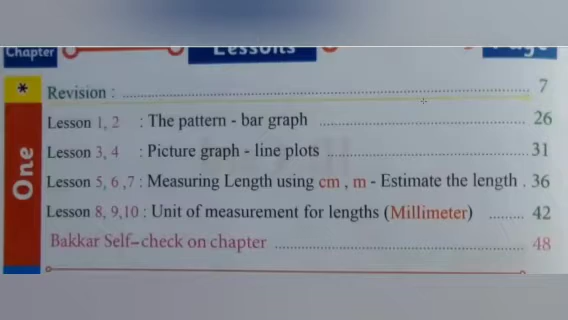 Chapter Lessons Page
* Revision : ........ 7
One
Lesson 1, 2 : The pattern - bar graph ........ 26
Lesson 3, 4 : Picture graph - line plots ........ 31
Lesson 5, 6 ,7 : Measuring Length using cm , m - Estimate the length . 36
Lesson 8, 9,10 : Unit of measurement for lengths (Millimeter) ........ 42
Bakkar Self-check on chapter ........ 48